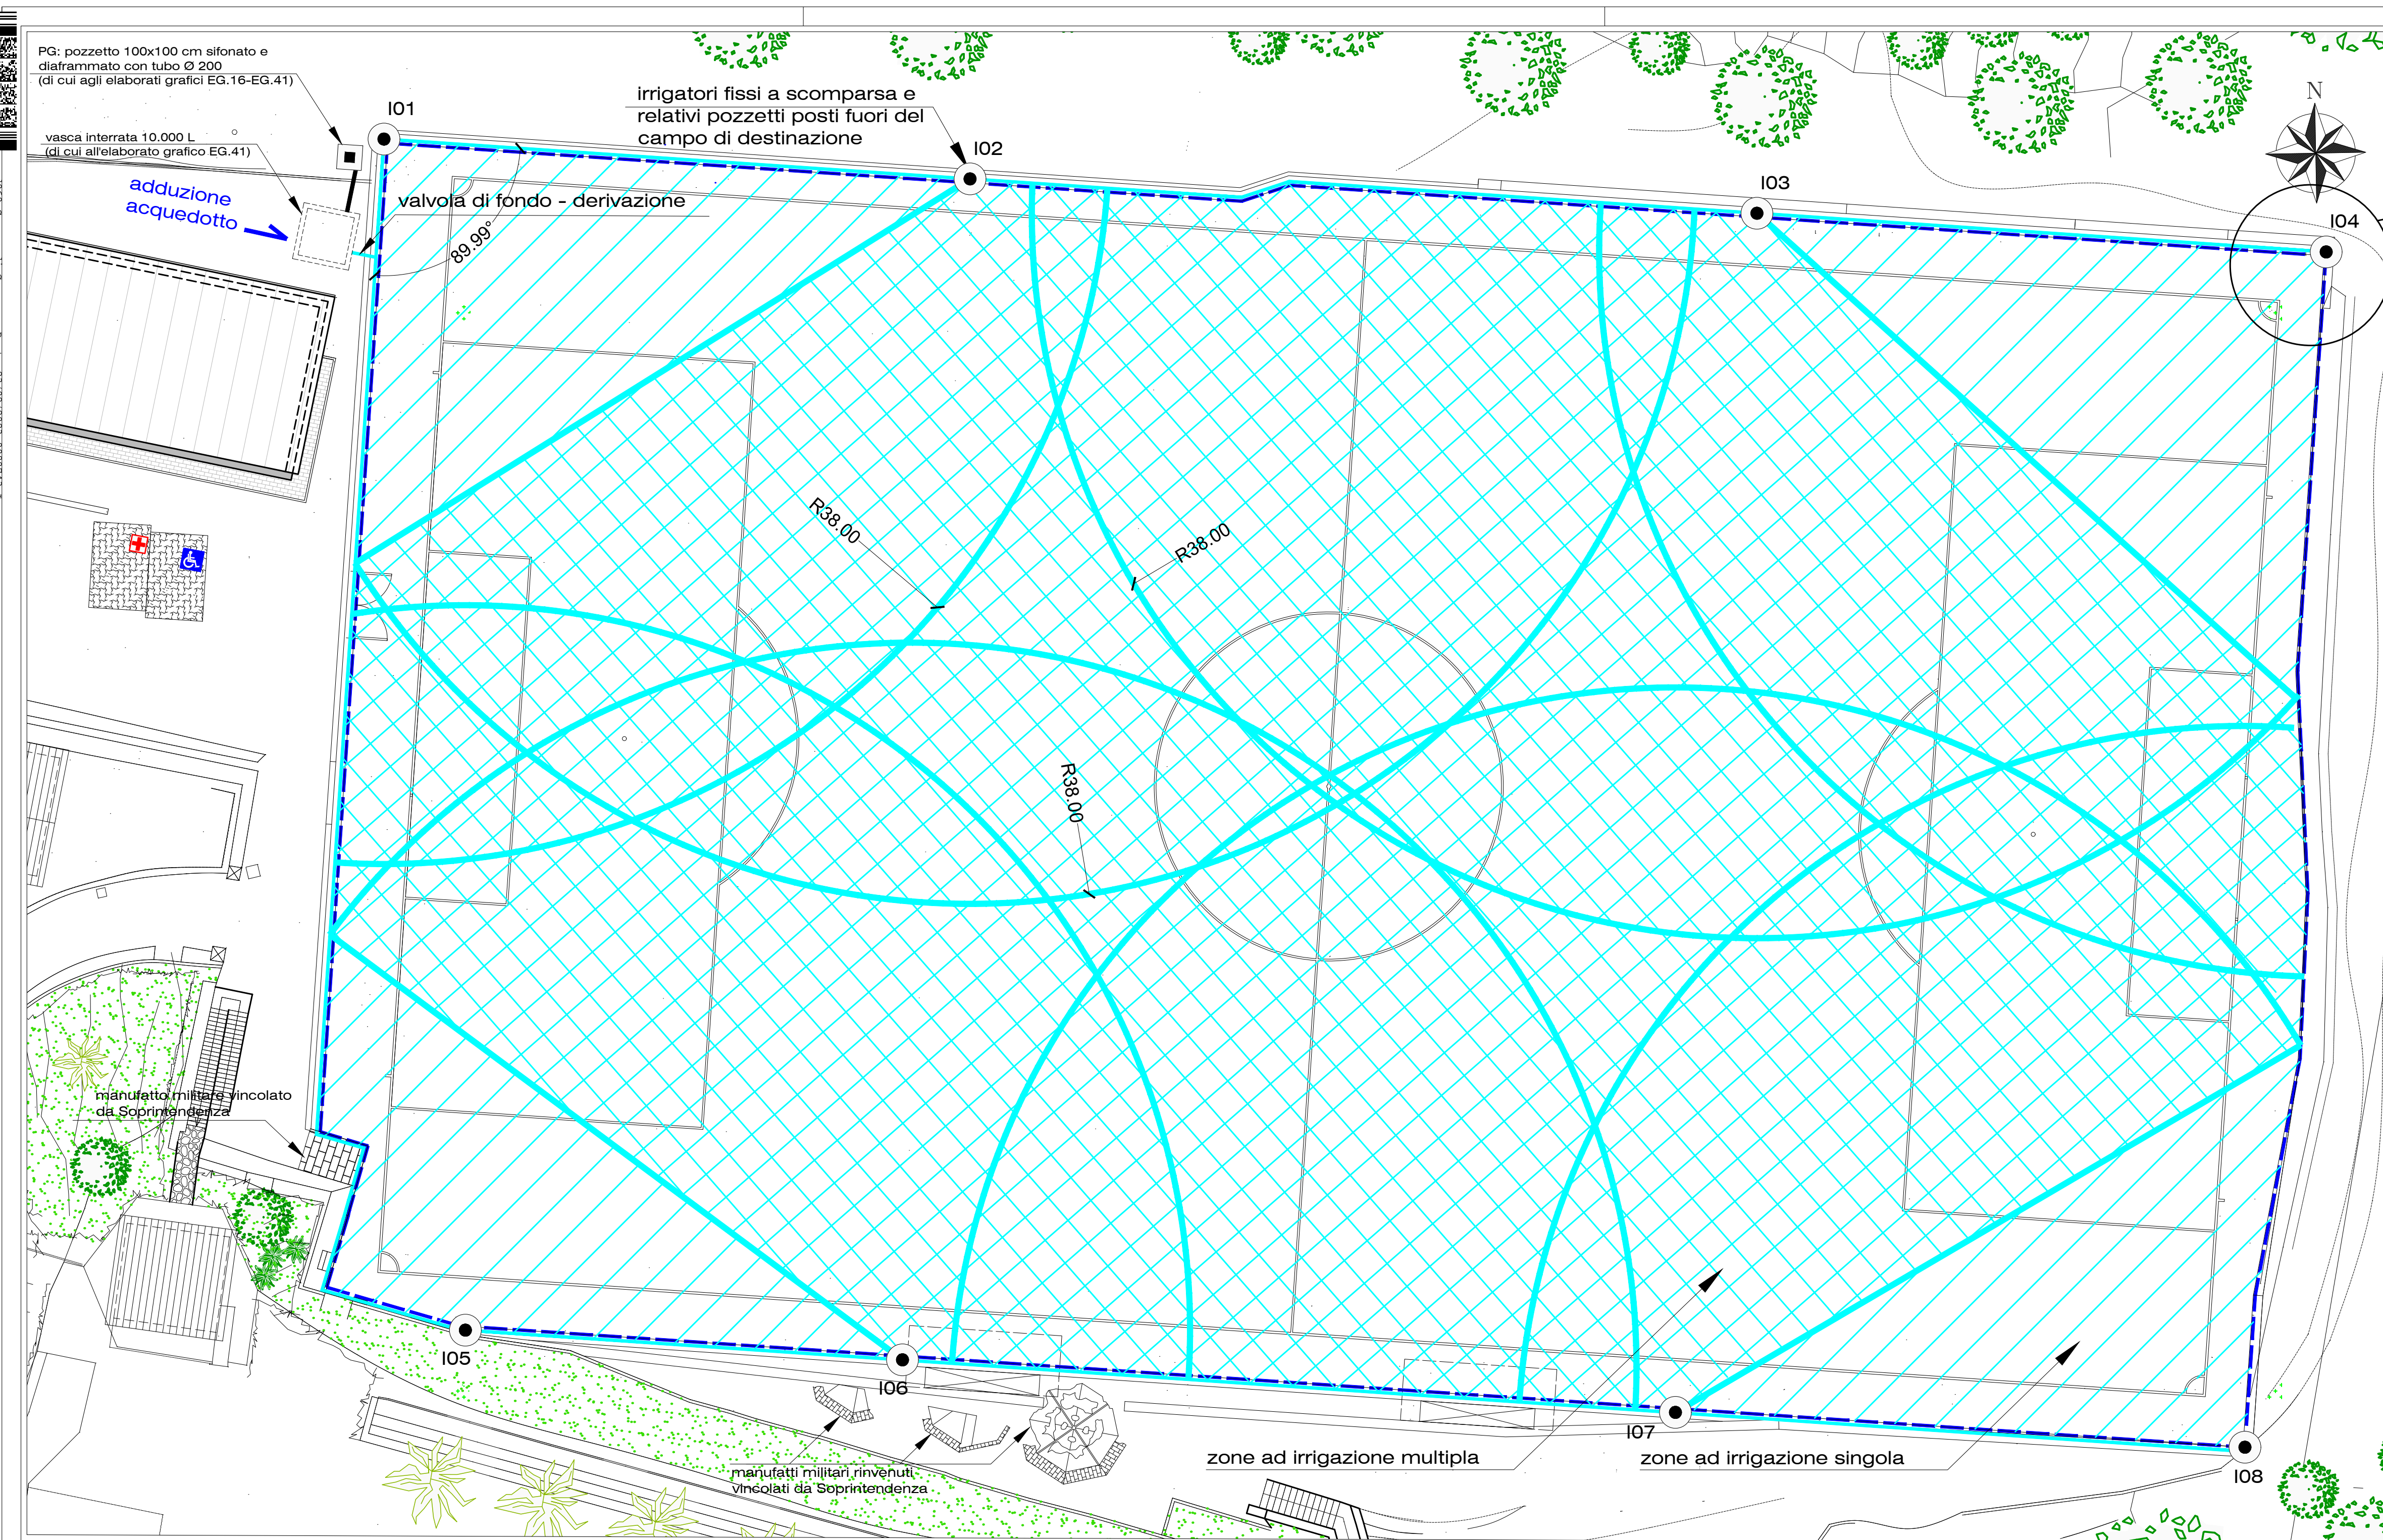 PG: pozzetto 100x100 cm sifonato e
diaframmato con tubo Ø 200
(di cui agli elaborati grafici EG.16-EG.41)
vasca interrata 10.000 L
(di cui all'elaborato grafico EG.41)
adduzione
acquedotto
I01
valvola di fondo - derivazione
89.99°
irrigatori fissi a scomparsa e
relativi pozzetti posti fuori del
campo di destinazione
I02
I03
N
I04
R38.00
R38.00
R38.00
manufatto militare vincolato
da Soprintendenza
I05
I06
I07
I08
manufatti militari rinvenuti
vincolati da Soprintendenza
zone ad irrigazione multipla
zone ad irrigazione singola